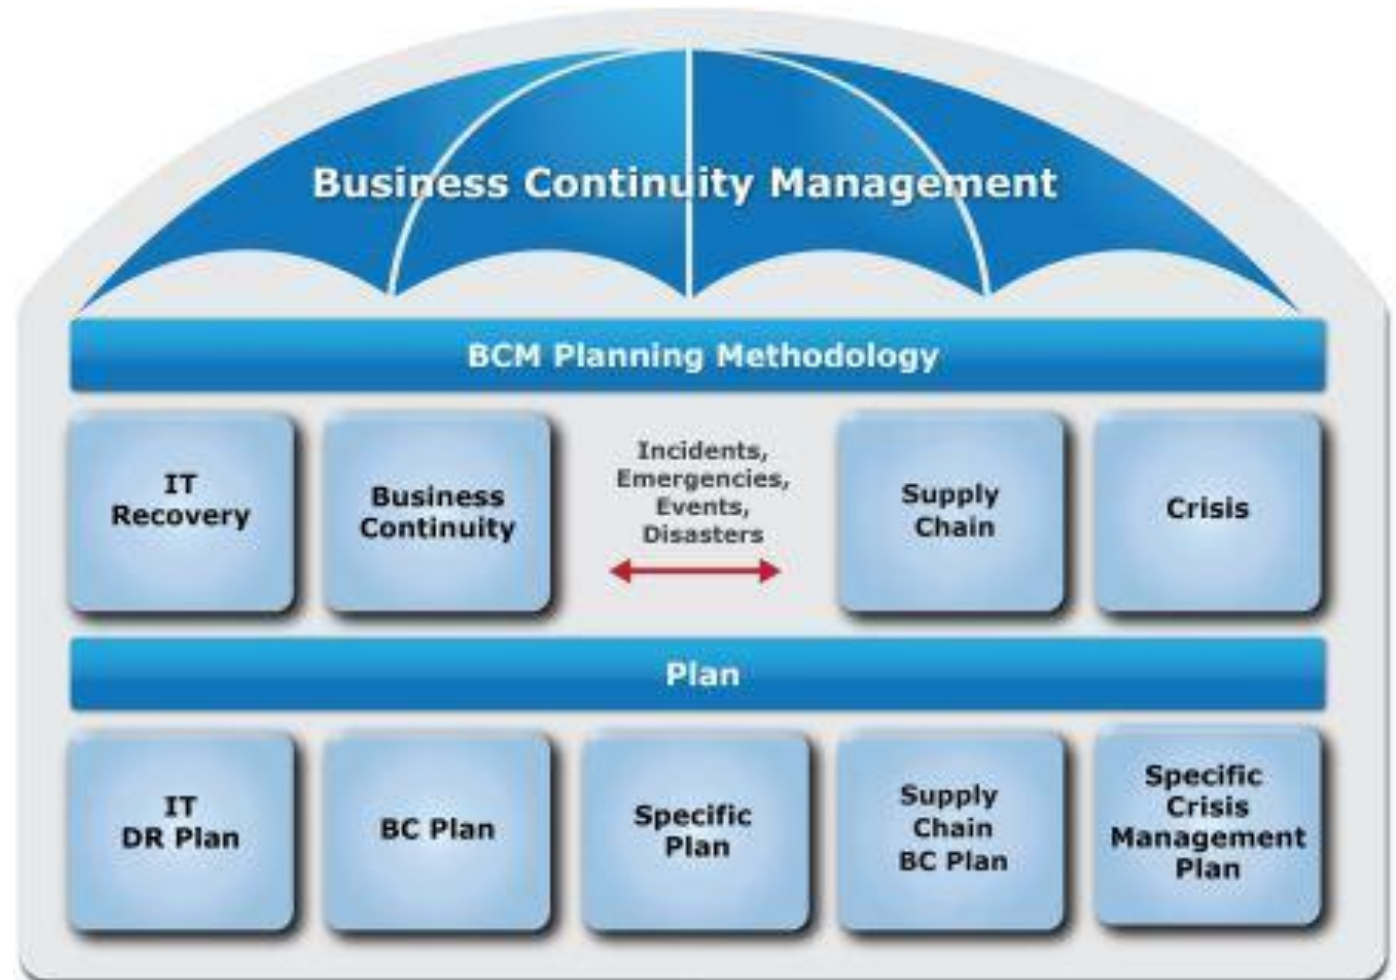 Business Continuity Management
BCM Planning Methodology
IT
Recovery
Business
Continuity
Incidents,
Emergencies,
Events,
Disasters
Supply
Chain
Crisis
Plan
IT
DR Plan
BC Plan
Specific
Plan
Supply
Chain
BC Plan
Specific
Crisis
Management
Plan